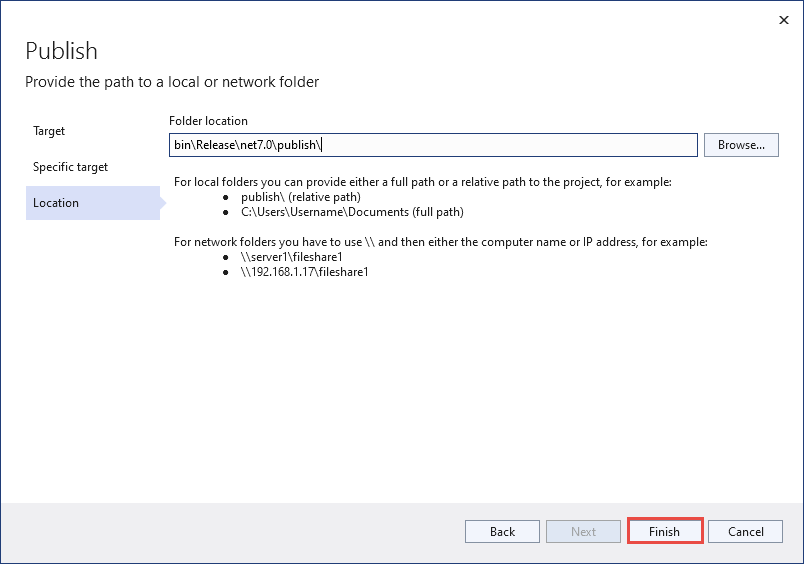 Publish
Provide the path to a local or network folder
Target
Specific target
Location
Folder location
bin\Release\net7.0\publish\
Browse...
For local folders you can provide either a full path or a relative path to the project, for example:
● publish\ (relative path)
● C:\Users\Username\Documents (full path)
For network folders you have to use \\ and then either the computer name or IP address, for example:
● \\server1\fileshare1
● \\192.168.1.17\fileshare1
Back Next Finish Cancel